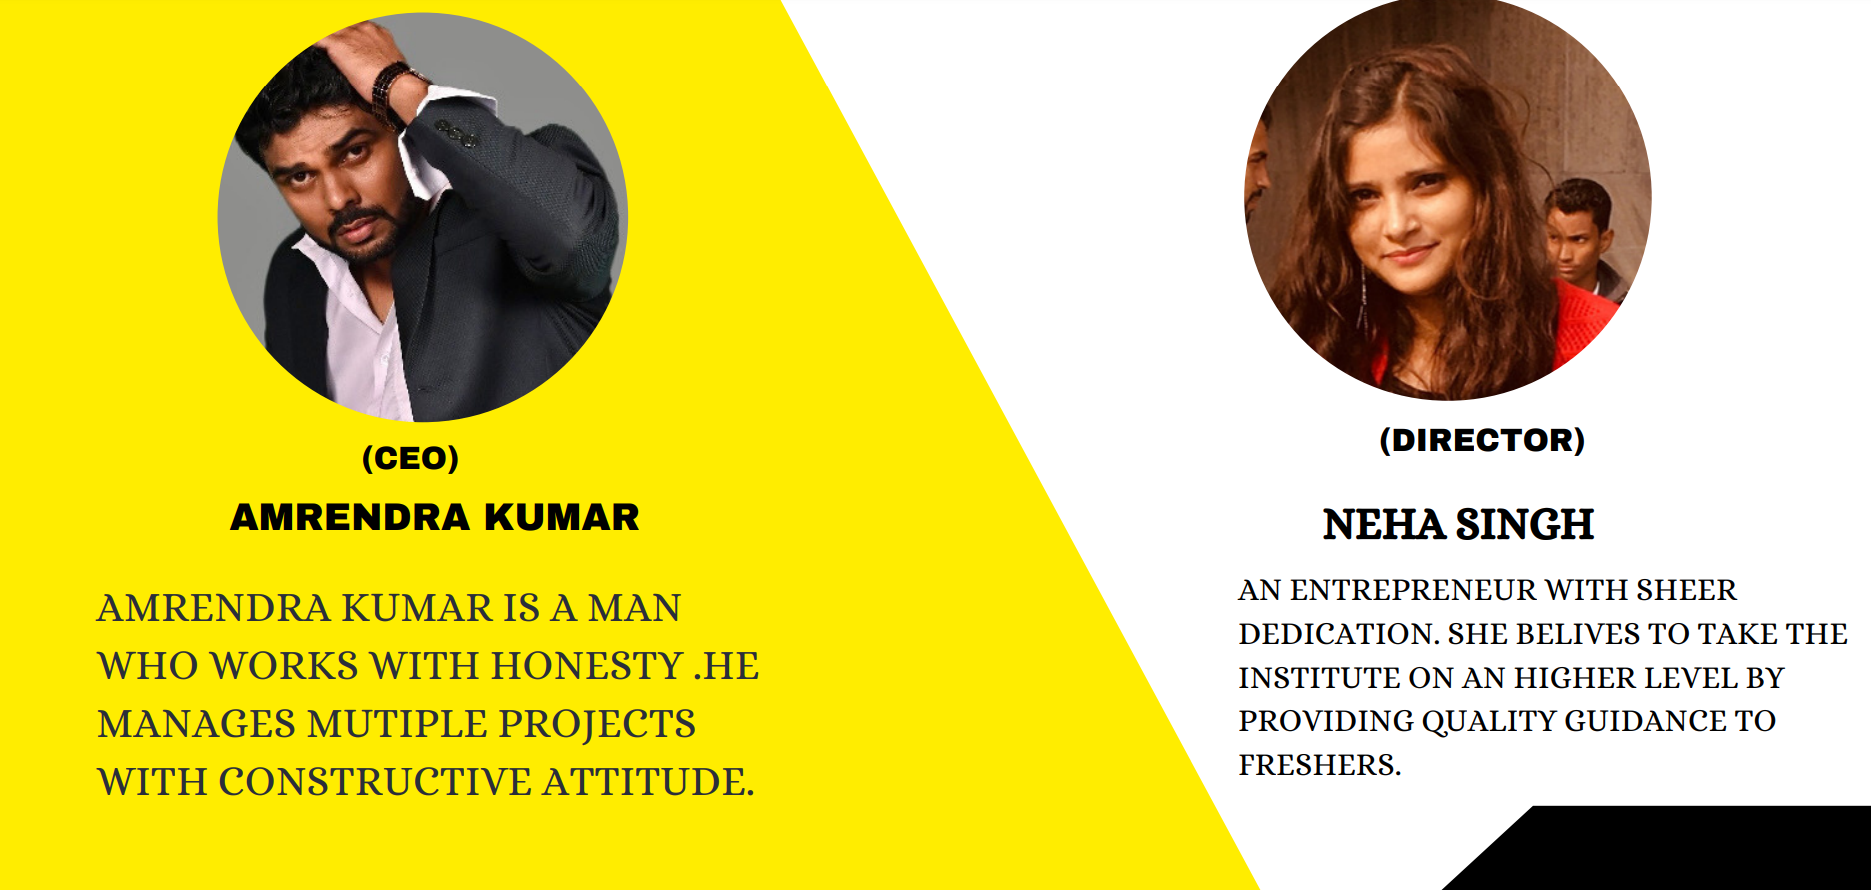 (CEO)
AMRENDRA KUMAR
AMRENDRA KUMAR IS A MAN
WHO WORKS WITH HONESTY .HE
MANAGES MUTIPLE PROJECTS
WITH CONSTRUCTIVE ATTITUDE.
(DIRECTOR)
NEHA SINGH
AN ENTREPRENEUR WITH SHEER
DEDICATION. SHE BELIVES TO TAKE THE
INSTITUTE ON AN HIGHER LEVEL BY
PROVIDING QUALITY GUIDANCE TO
FRESHERS.